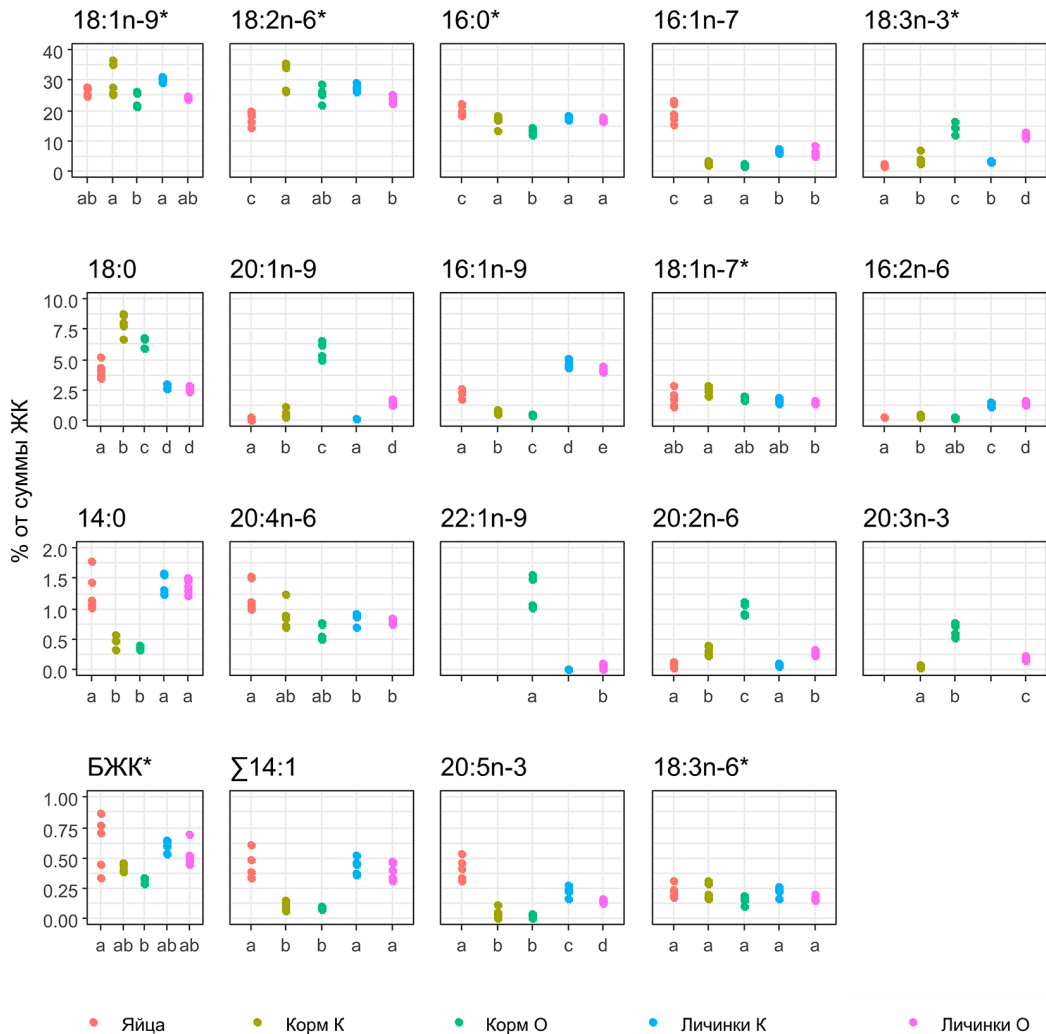 18:1n-9* 18:2n-6* 16:0* 16:1n-7 18:3n-3*
40
30
20
10
0
ab a b a ab c a ab a b c a b a a c a a b b a b c b d
18:0 20:1n-9 16:1n-9 18:1n-7* 16:2n-6
10.0
7.5
5.0
2.5
0.0
a b c d d a b c a d a b c d e ab a ab ab b a b ab c d
% от суммы ЖК
14:0 20:4n-6 22:1n-9 20:2n-6 20:3n-3
2.0
1.5
1.0
0.5
0.0
a b b a a a ab ab b b a b a b c a b a b c
БЖК* ∑14:1 20:5n-3 18:3n-6*
1.00
0.75
0.50
0.25
0.00
a ab b ab ab a b b a a a b b c d a a a a a
Яйца Корм К Корм О Личинки К Личинки О